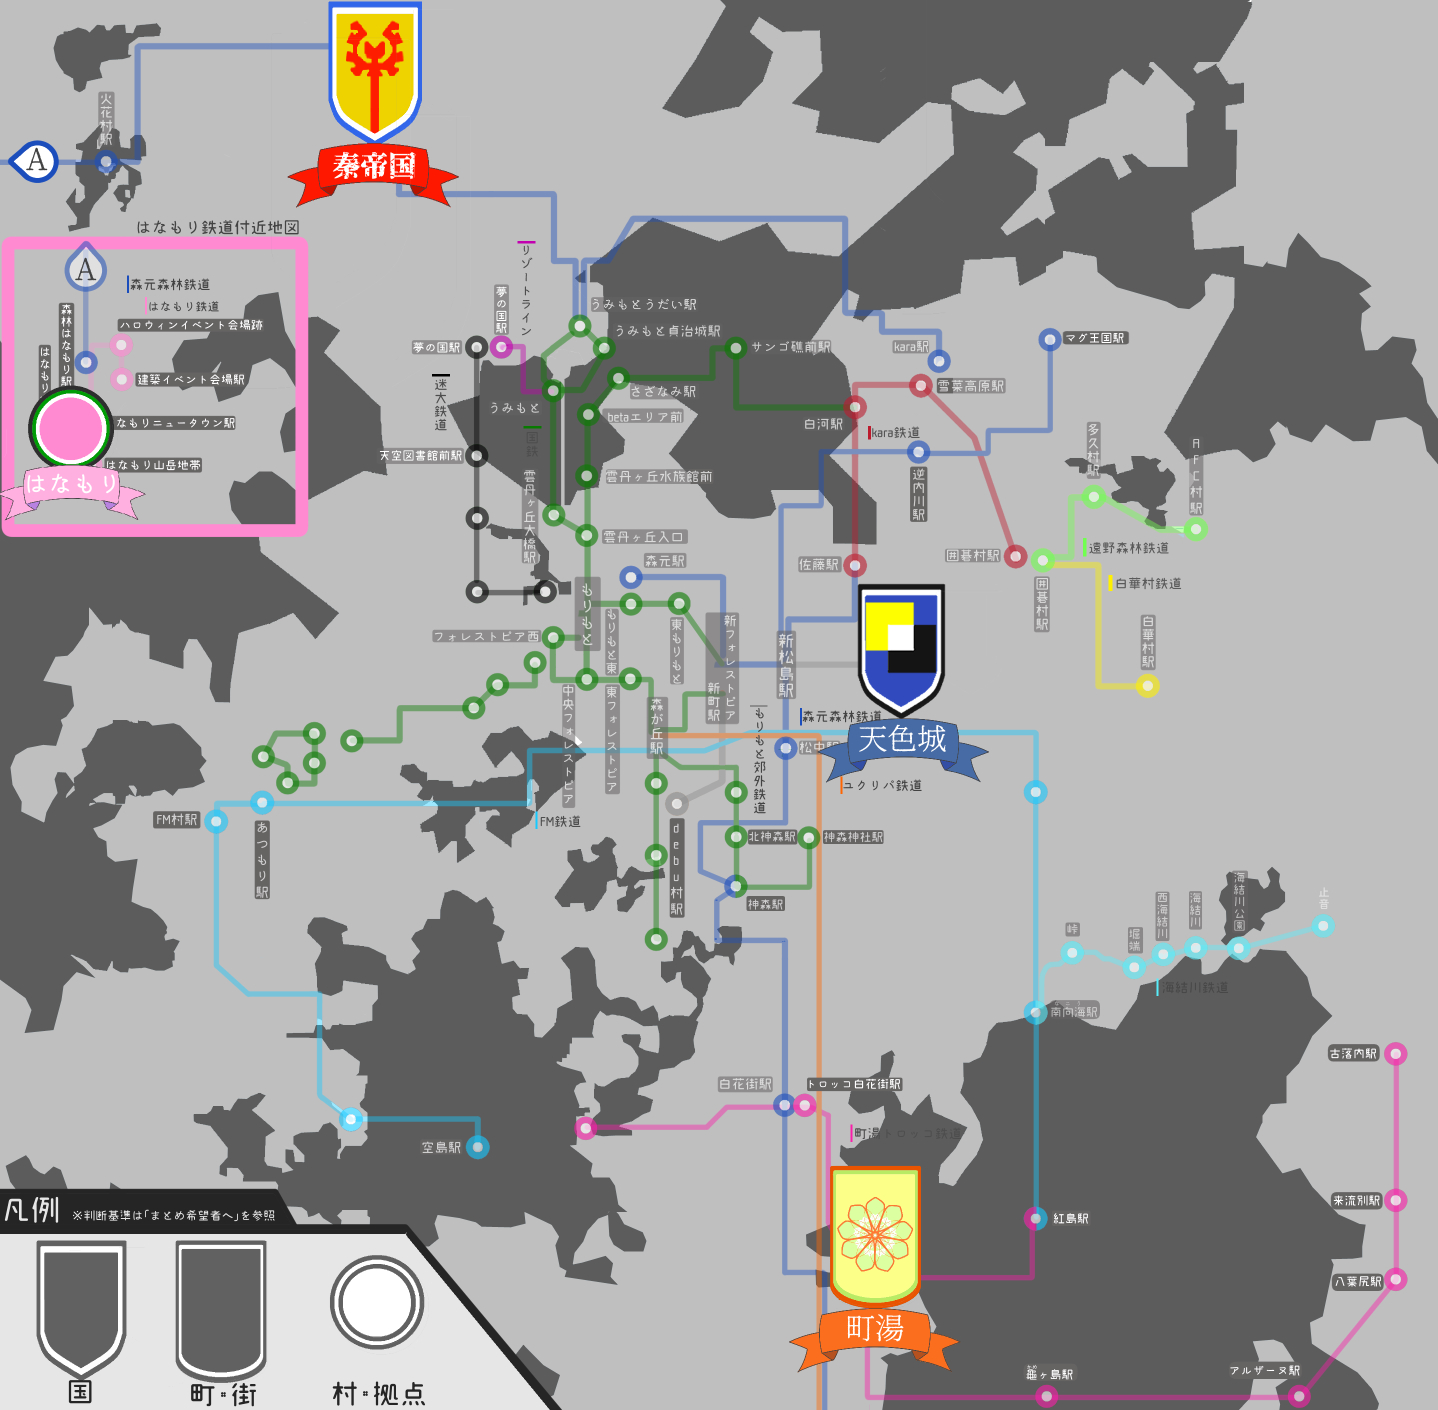 火花村駅
A
秦帝国
はなもり鉄道付近地図
A
森元森林鉄道
はなもり鉄道
森林はなもり駅
ハロウィンイベント会場跡
はなもり
建築イベント会場駅
なもりニュータウン駅
はなもり山岳地帯
はなもり
リゾートライン
夢の国駅
夢の国駅
うみもとうだい駅
うみもと貞治城駅
サンゴ礁前駅
さざなみ駅
迷大鉄道
うみもと
betaエリア前
国鉄
天空図書館前駅
雲丹ヶ丘水族館前
雲丹ヶ丘大橋駅
雲丹ヶ丘入口
kara駅
マグ王国駅
雪菜高原駅
白河駅
kara鉄道
逆内川駅
多久村駅
AFC村駅
遠野森林鉄道
囲碁村駅
囲碁村駅
白華村鉄道
白華村駅
佐藤駅
森元駅
もりもと
もりもと東
東もりもと
新フォレストピア
新町駅
新松島駅
フォレストピア西
中央フォレストピア
東フォレストピア
森が丘駅
もりもと郊外鉄道
森元森林鉄道
松中駅
天色城
ユクリパ鉄道
FM鉄道
FM村駅
あつもり駅
debu村駅
北神森駅
神森神社駅
神森駅
峠
堀端
西海結川
海結川
海結川公園
止音
海結川鉄道
南向海駅
白花街駅
トロッコ白花街駅
町湯トロッコ鉄道
空島駅
古落内駅
来流別駅
八葉尻駅
紅島駅
町湯
龜ヶ島駅
アルザーヌ駅
凡例
※判断基準は「まとめ希望者へ」を参照
国
町・街
村・拠点